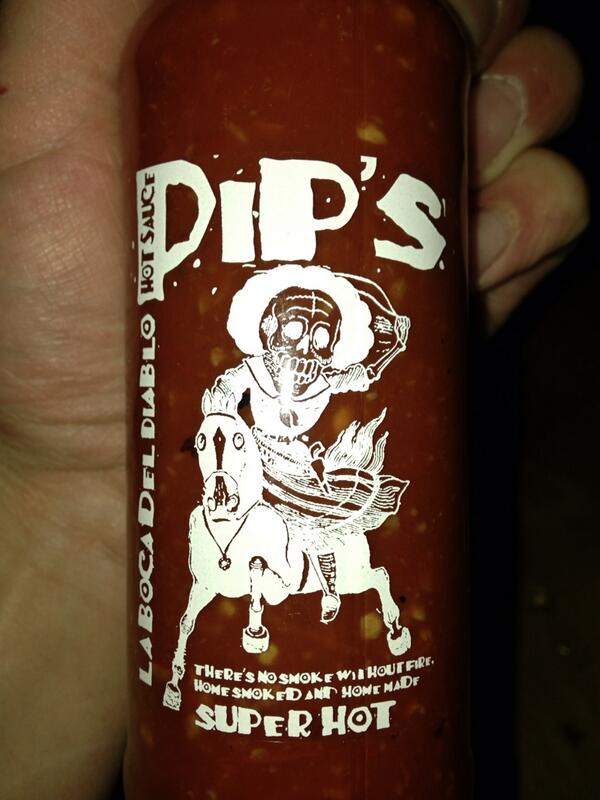 PIP'S
HOT SAUCE
LA BOCA DEL DIABLO
THERE'S NO SMOKE WITHOUT FIRE.
HOME SMOKED AND HOME MADE
SUPER HOT